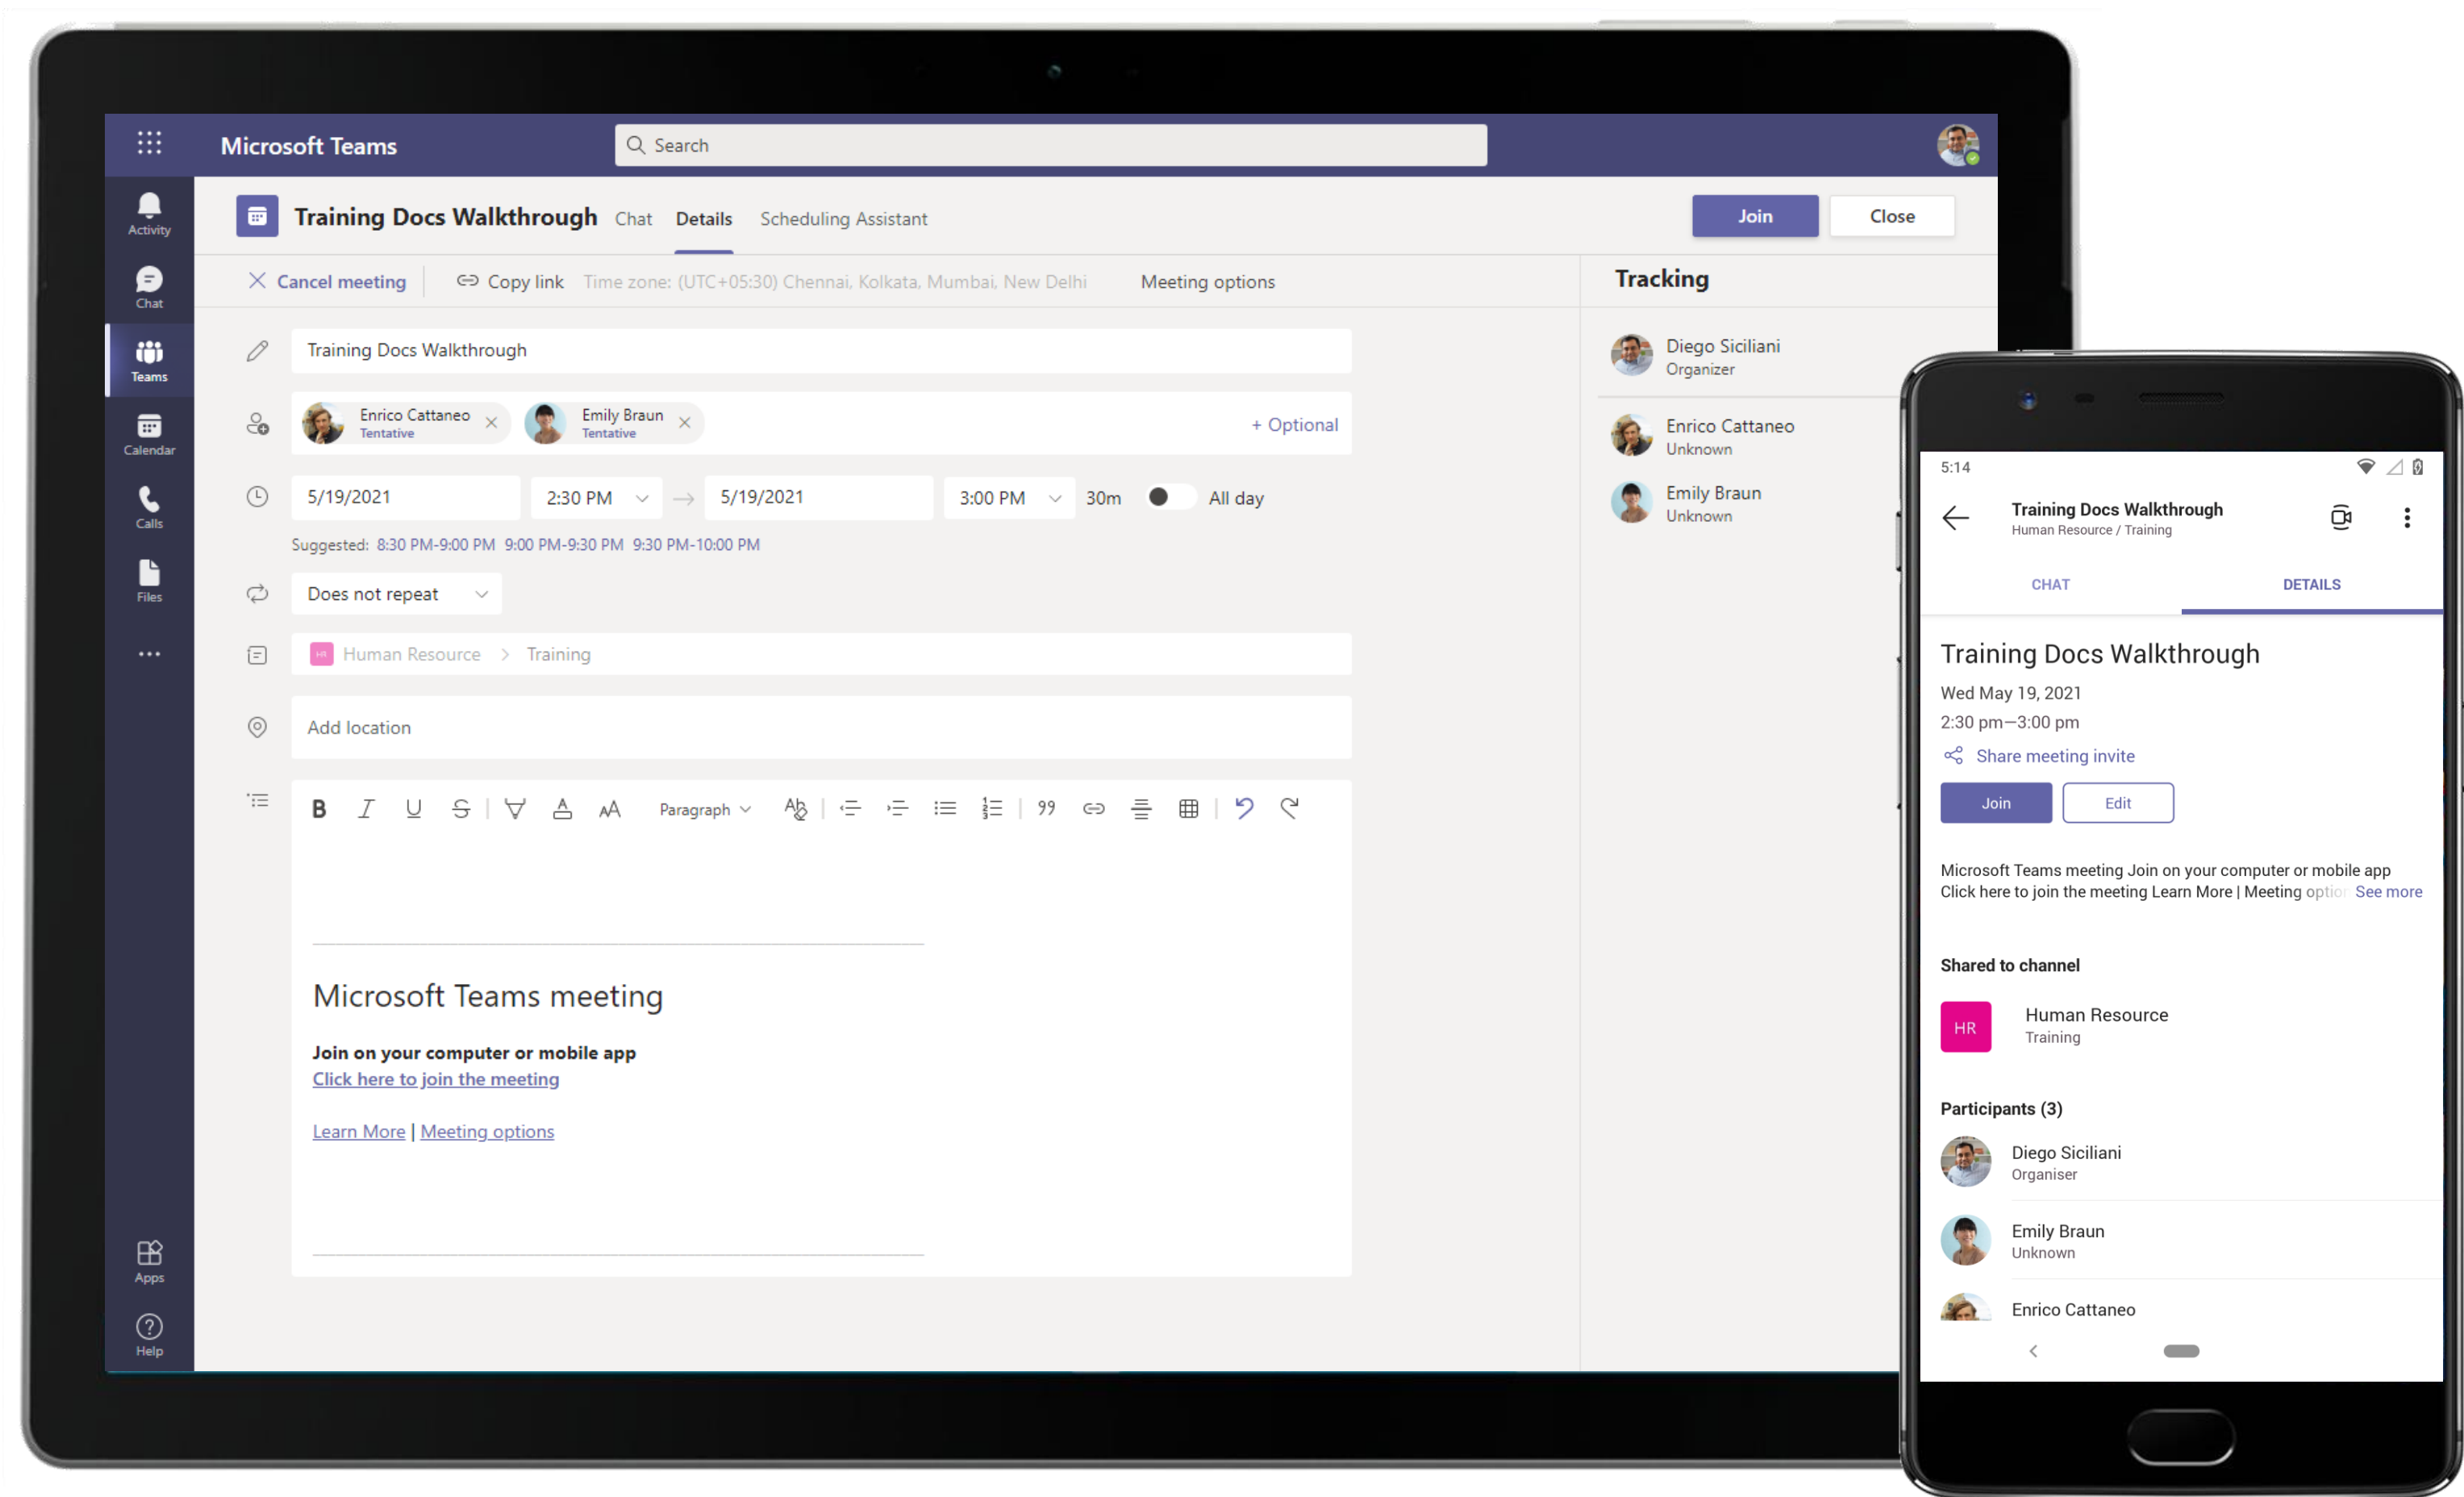 Microsoft Teams
Search
Activity
Chat
Teams
Calendar
Calls
Files
Apps
Help
Training Docs Walkthrough Chat Details Scheduling Assistant
Join Close
Cancel meeting Copy link Time zone: (UTC+05:30) Chennai, Kolkata, Mumbai, New Delhi Meeting options
Training Docs Walkthrough
Enrico Cattaneo
Tentative
Emily Braun
Tentative
+ Optional
5/19/2021 2:30 PM 5/19/2021 3:00 PM 30m All day
Suggested: 8:30 PM-9:00 PM 9:00 PM-9:30 PM 9:30 PM-10:00 PM
Does not repeat
HR Human Resource > Training
Add location
B I U S A AA Paragraph Ab 99
Microsoft Teams meeting
Join on your computer or mobile app
Click here to join the meeting
Learn More | Meeting options
Tracking
Diego Siciliani
Organizer
Enrico Cattaneo
Unknown
Emily Braun
Unknown
5:14
Training Docs Walkthrough
Human Resource / Training
CHAT DETAILS
Training Docs Walkthrough
Wed May 19, 2021
2:30 pm—3:00 pm
Share meeting invite
Join Edit
Microsoft Teams meeting Join on your computer or mobile app
Click here to join the meeting Learn More | Meeting option See more
Shared to channel
HR
Human Resource
Training
Participants (3)
Diego Siciliani
Organiser
Emily Braun
Unknown
Enrico Cattaneo